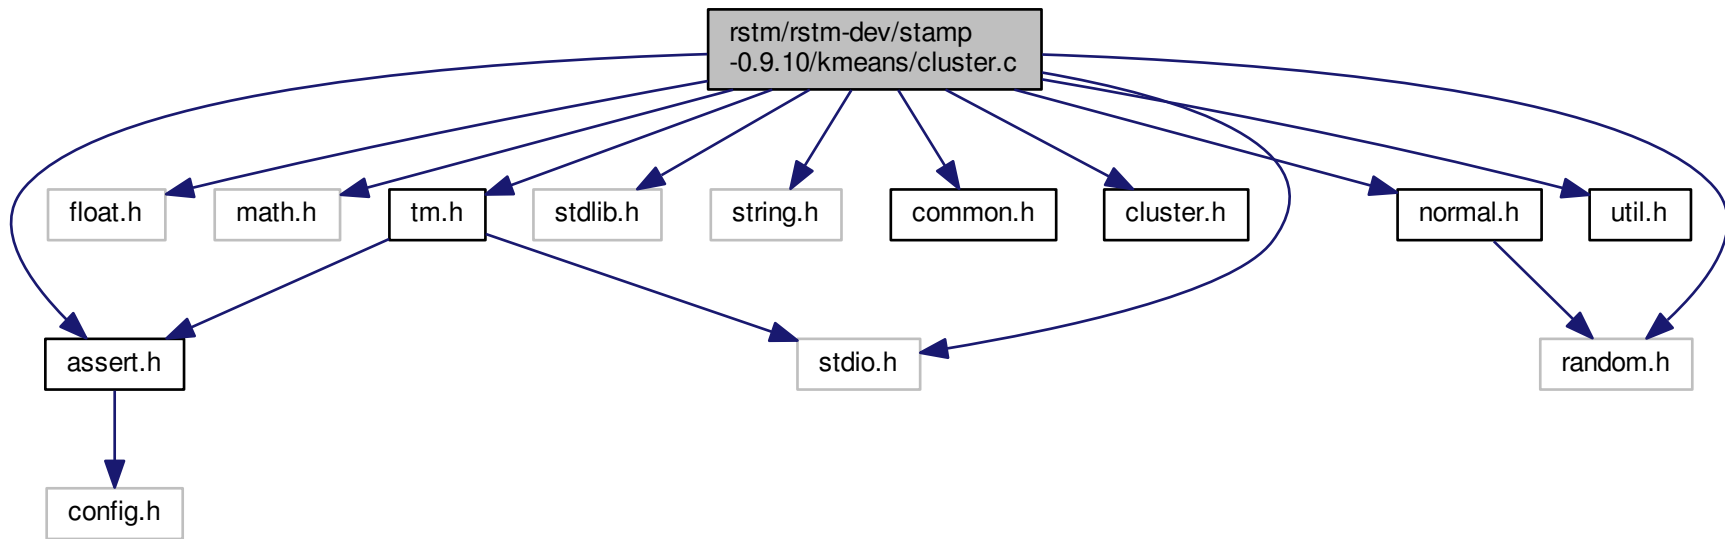 rstm/rstm-dev/stamp
-0.9.10/kmeans/cluster.c
float.h
math.h
tm.h
stdlib.h
string.h
common.h
cluster.h
normal.h
util.h
assert.h
stdio.h
random.h
config.h